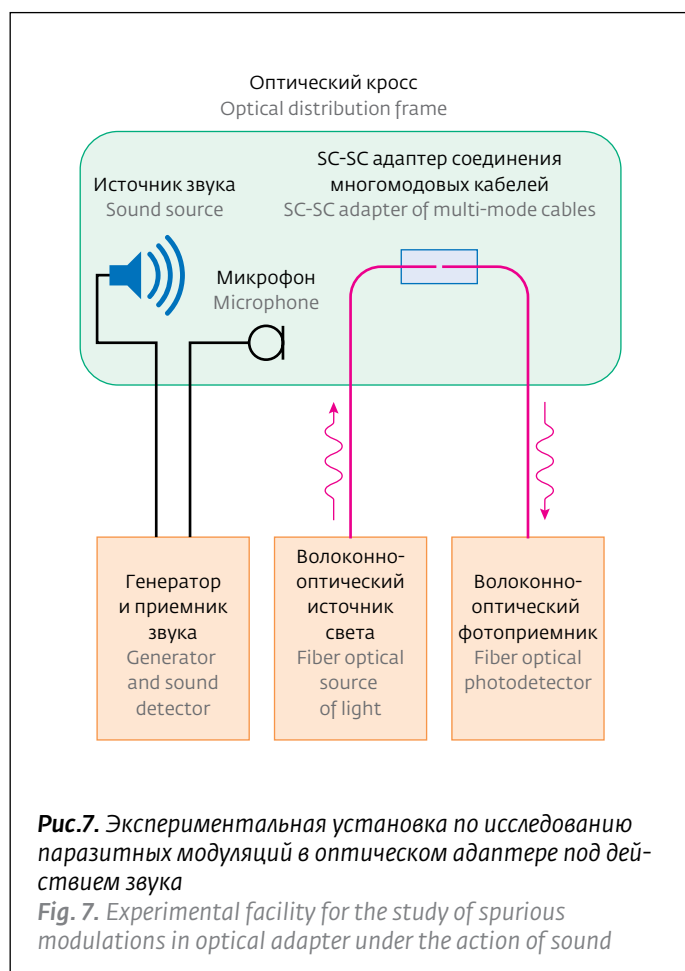 Оптический кросс
Optical distribution frame
Источник звука
Sound source
SC-SC адаптер соединения
многомодовых кабелей
SC-SC adapter of multi-mode cables
Микрофон
Microphone
Генератор
и приемник
звука
Generator
and sound
detector
Волоконно-
оптический
источник
света
Fiber optical
source
of light
Волоконно-
оптический
фотоприемник
Fiber optical
photodetector
Рис.7. Экспериментальная установка по исследованию
паразитных модуляций в оптическом адаптере под дей-
ствием звука
Fig. 7. Experimental facility for the study of spurious
modulations in optical adapter under the action of sound